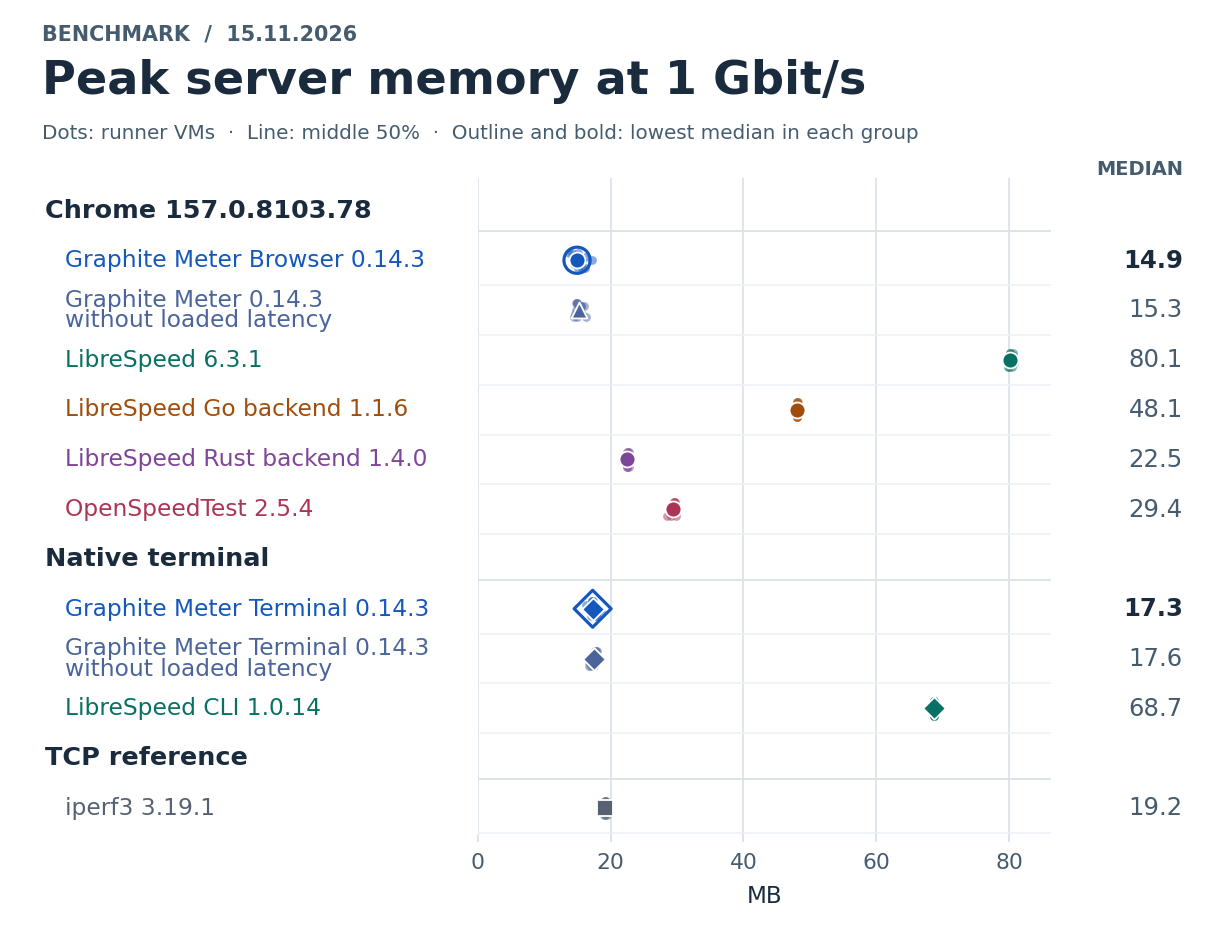 BENCHMARK / 15.11.2026
Peak server memory at 1 Gbit/s
Dots: runner VMs · Line: middle 50% · Outline and bold: lowest median in each group
MEDIAN
Chrome 157.0.8103.78
Graphite Meter Browser 0.14.3 14.9
Graphite Meter 0.14.3
without loaded latency 15.3
LibreSpeed 6.3.1 80.1
LibreSpeed Go backend 1.1.6 48.1
LibreSpeed Rust backend 1.4.0 22.5
OpenSpeedTest 2.5.4 29.4
Native terminal
Graphite Meter Terminal 0.14.3 17.3
Graphite Meter Terminal 0.14.3
without loaded latency 17.6
LibreSpeed CLI 1.0.14 68.7
TCP reference
iperf3 3.19.1 19.2
0 20 40 60 80
MB